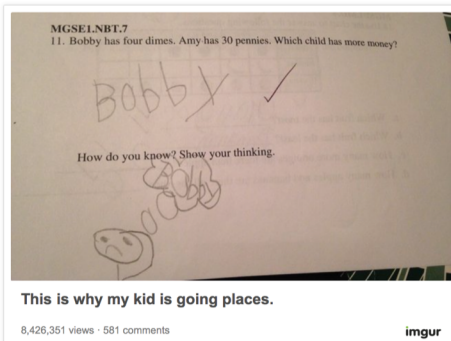 MGSE1.NBT.7
11. Bobby has four dimes. Amy has 30 pennies. Which child has more money?
BObby
How do you know? Show your thinking.
BObby
This is why my kid is going places.
8,426,351 views · 581 comments
imgur